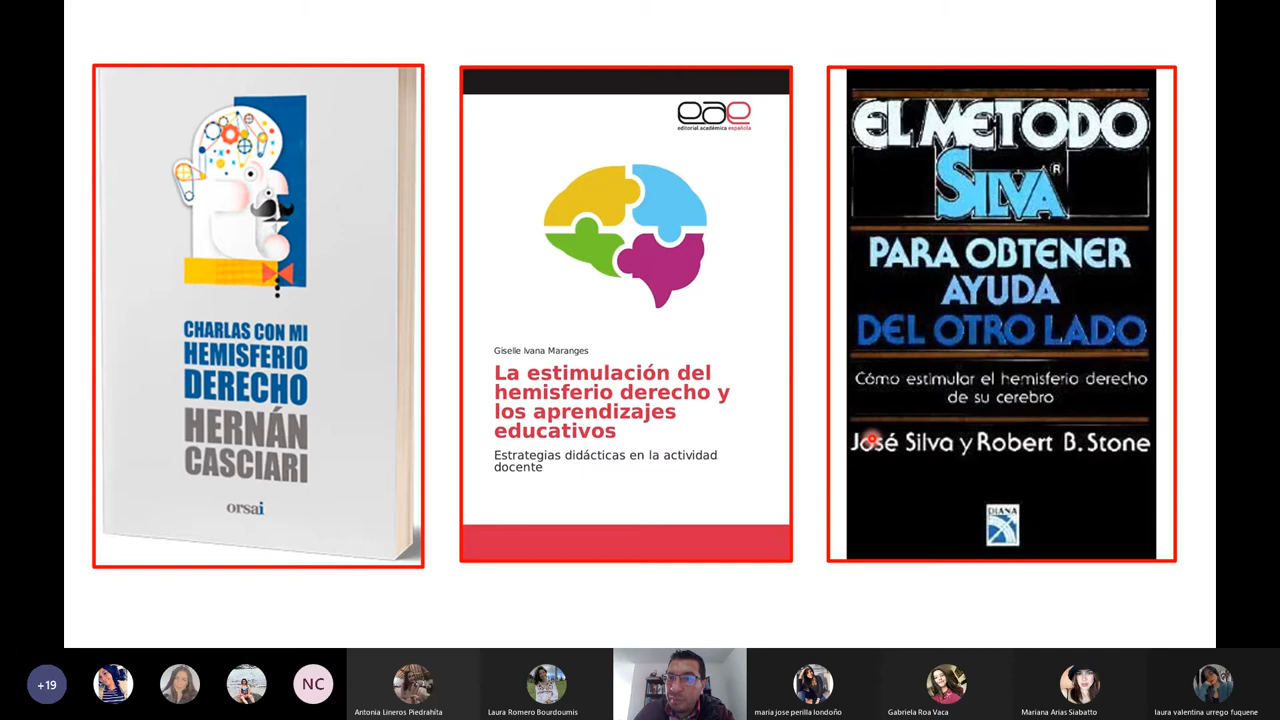 CHARLAS CON MI
HEMISFERIO
DERECHO
HERNÁN
CASCIARI
orsai
eae
editorial académica española
Giselle Ivana Maranges
La estimulación del
hemisferio derecho y
los aprendizajes
educativos
Estrategias didácticas en la actividad
docente
EL METODO
SILVA®
PARA OBTENER
AYUDA
DEL OTRO LADO
Cómo estimular el hemisferio derecho
de su cerebro
José Silva y Robert B. Stone
DIANA
+19
NC
Antonia Lineros Piedrahíta
Laura Romero Bourdoumis
maria jose perilla londoño
Gabriela Roa Vaca
Mariana Arias Siabatto
laura valentina urrego fuquene